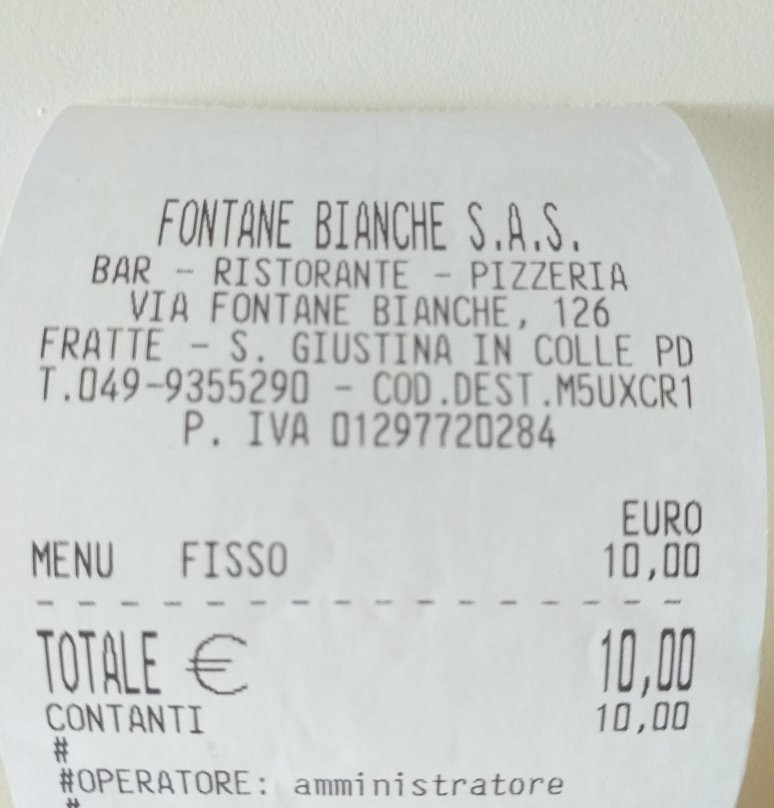 FONTANE BIANCHE S.A.S.
BAR - RISTORANTE - PIZZERIA
VIA FONTANE BIANCHE, 126
FRATTE - S. GIUSTINA IN COLLE PD
T.049-9355290 - COD.DEST.M5UXCR1
P. IVA 01297720284
EURO
MENU FISSO 10,00
- - - - - - - - - - - - - - - -
TOTALE € 10,00
CONTANTI 10,00
#
#OPERATORE: amministratore
#